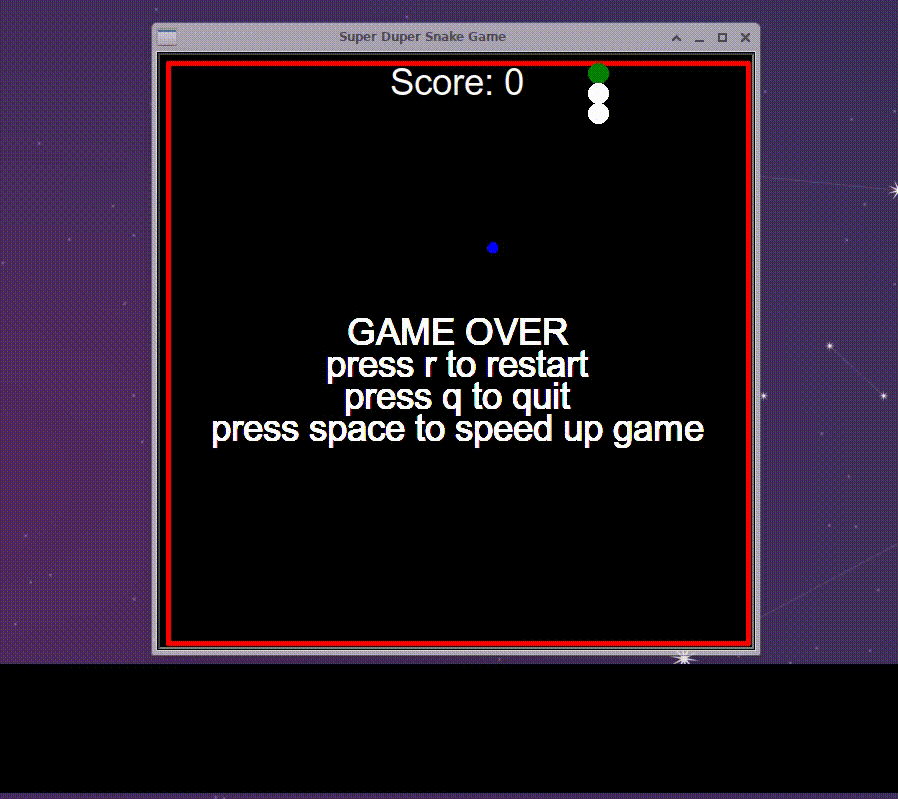 Super Duper Snake Game
Score: 0
GAME OVER
press r to restart
press q to quit
press space to speed up game